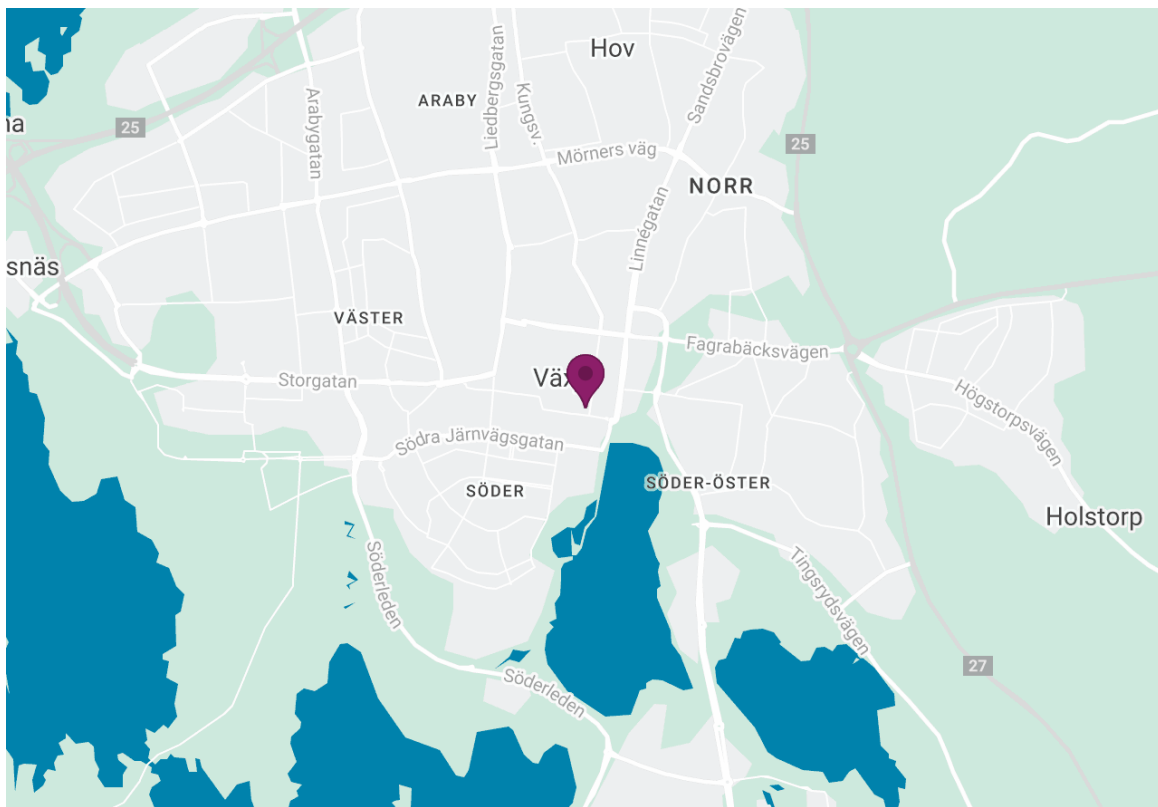 Hov
Sandsbrovägen
Liedbergsgatan
Kungsv.
ARABY
Arabygatan
na
25
25
Mörners väg
NORR
Linnégatan
snäs
VÄSTER
Fagrabäcksvägen
Storgatan
Väx
Högstorpsvägen
Södra Järnvägsgatan
SÖDER
SÖDER-ÖSTER
Holstorp
Söderleden
Tingsrydsvägen
27
Söderleden